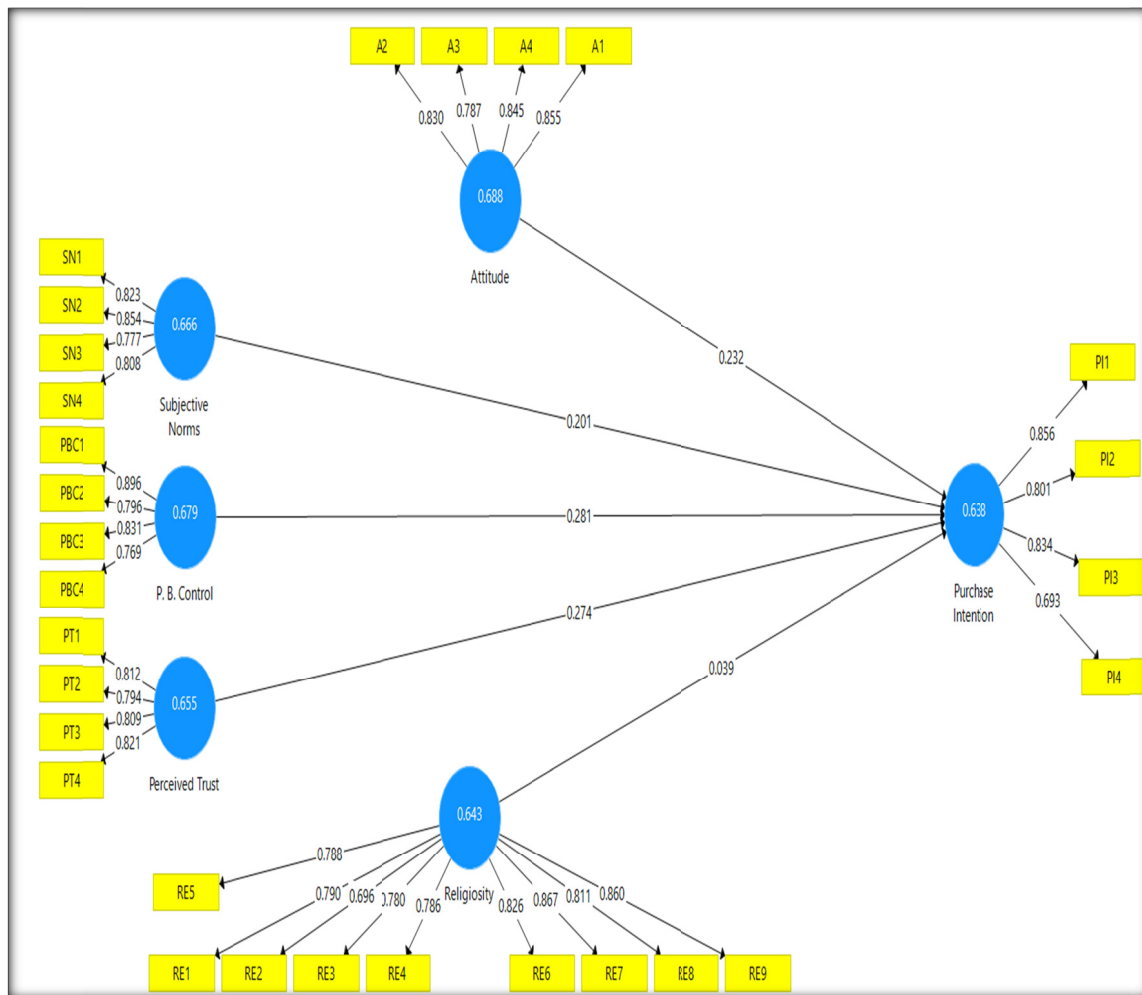 A2 A3 A4 A1
0.830 0.787 0.845 0.855
0.688
Attitude
SN1
SN2
SN3
SN4
0.823
0.854
0.777
0.808
0.666
Subjective
Norms
PBC1
PBC2
PBC3
PBC4
0.896
0.796
0.831
0.769
0.679
P. B. Control
PT1
PT2
PT3
PT4
0.812
0.794
0.809
0.821
0.655
Perceived Trust
0.232
0.201
0.281
0.274
0.039
0.638
Purchase
Intention
0.856
0.801
0.834
0.693
PI1
PI2
PI3
PI4
0.643
Religiosity
0.788
0.790 0.696 0.780 0.786 0.826 0.867 0.811 0.860
RE5
RE1 RE2 RE3 RE4 RE6 RE7 RE8 RE9